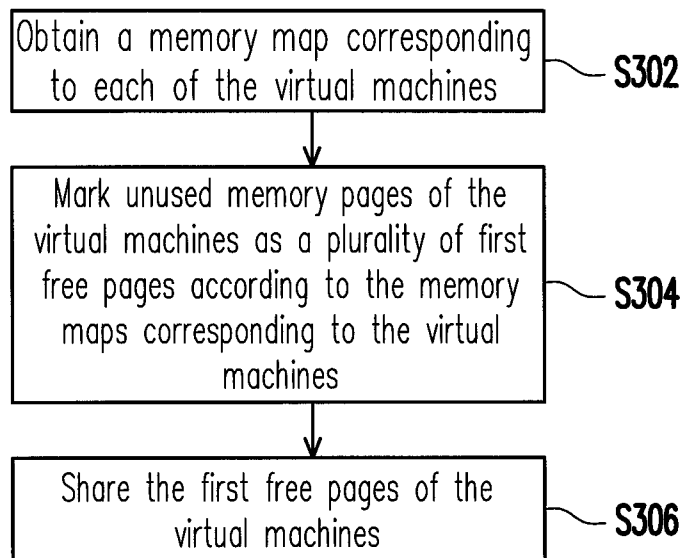 Obtain a memory map corresponding
to each of the virtual machines
S302
Mark unused memory pages of the
virtual machines as a plurality of first
free pages according to the memory
maps corresponding to the virtual
machines
S304
Share the first free pages of the
virtual machines
S306